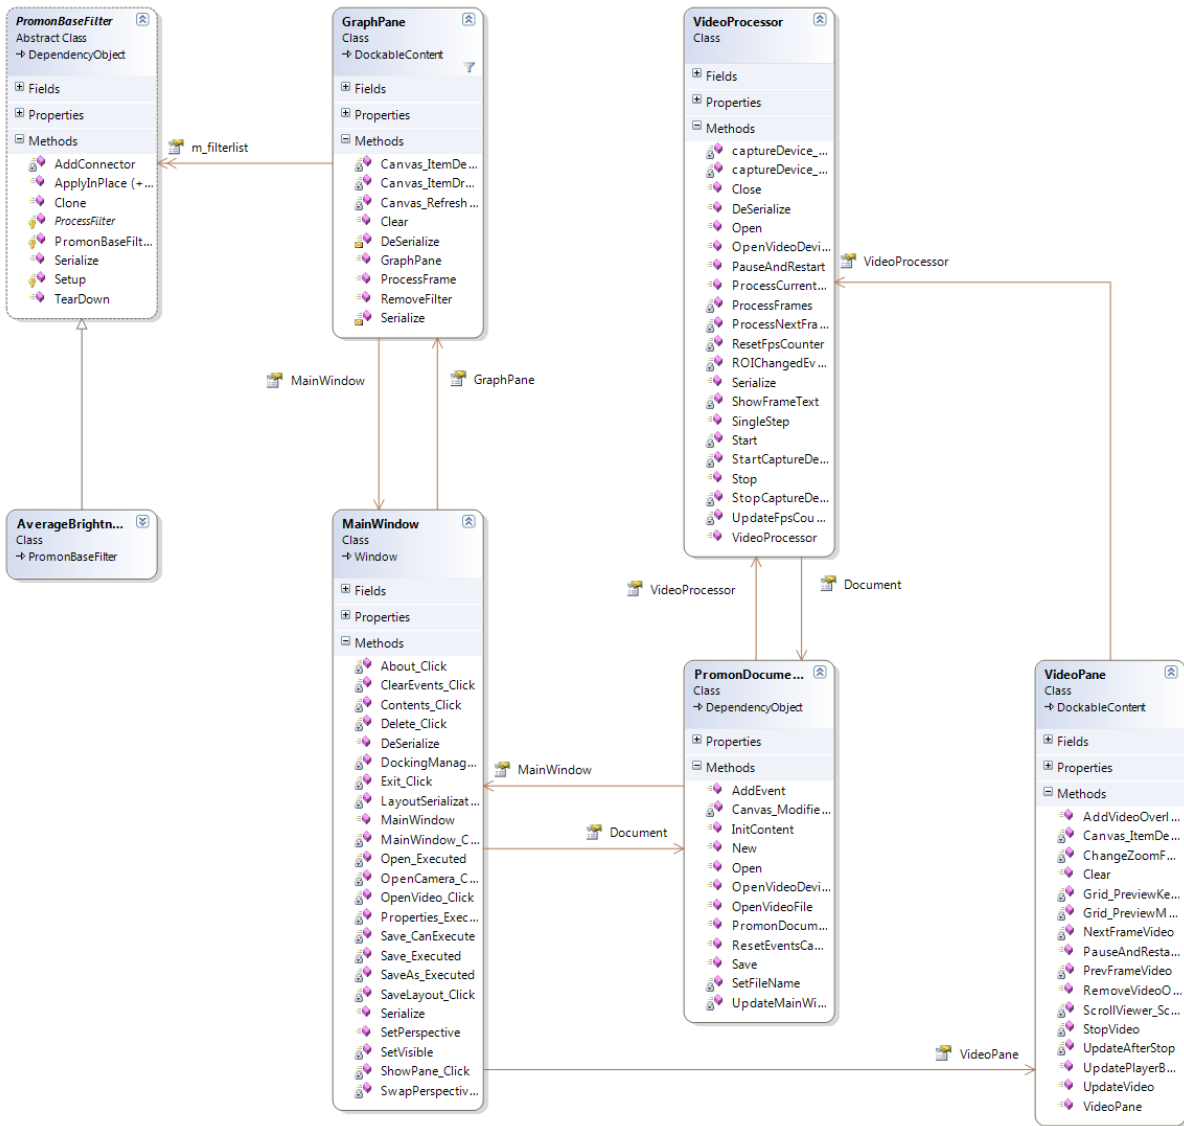 PromonBaseFilter
Abstract Class
DependencyObject
Fields
Properties
Methods
AddConnector
ApplyInPlace (+...
Clone
ProcessFilter
PromonBaseFilt...
Serialize
Setup
TearDown
m_filterlist
GraphPane
Class
DockableContent
Fields
Properties
Methods
Canvas_ItemDe...
Canvas_ItemDr...
Canvas_Refresh...
Clear
DeSerialize
GraphPane
ProcessFrame
RemoveFilter
Serialize
MainWindow
GraphPane
VideoProcessor
Class
Fields
Properties
Methods
captureDevice_...
captureDevice_...
Close
DeSerialize
Open
OpenVideoDevi...
PauseAndRestart
ProcessCurrent...
ProcessFrames
ProcessNextFra...
ResetFpsCounter
ROIChangedEv...
Serialize
ShowFrameText
SingleStep
Start
StartCaptureDe...
Stop
StopCaptureDe...
UpdateFpsCou...
VideoProcessor
VideoProcessor
AverageBrightn...
Class
PromonBaseFilter
MainWindow
Class
Window
Fields
Properties
Methods
About_Click
ClearEvents_Click
Contents_Click
Delete_Click
DeSerialize
DockingManag...
Exit_Click
LayoutSerializat...
MainWindow
MainWindow_C...
Open_Executed
OpenCamera_C...
OpenVideo_Click
Properties_Exec...
Save_CanExecute
Save_Executed
SaveAs_Executed
SaveLayout_Click
Serialize
SetPerspective
SetVisible
ShowPane_Click
SwapPerspectiv...
VideoProcessor
Document
MainWindow
Document
PromonDocume...
Class
DependencyObject
Properties
Methods
AddEvent
Canvas_Modifie...
InitContent
New
Open
OpenVideoDevi...
OpenVideoFile
PromonDocum...
ResetEventsCa...
Save
SetFileName
UpdateMainWi...
VideoPane
VideoPane
Class
DockableContent
Fields
Properties
Methods
AddVideoOverl...
Canvas_ItemDe...
ChangeZoomF...
Clear
Grid_PreviewKe...
Grid_PreviewM...
NextFrameVideo
PauseAndResta...
PrevFrameVideo
RemoveVideoO...
ScrollViewer_Sc...
StopVideo
UpdateAfterStop
UpdatePlayerB...
UpdateVideo
VideoPane